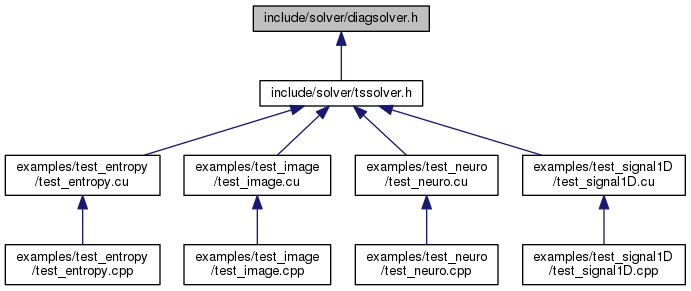 include/solver/diagsolver.h
include/solver/tssolver.h
examples/test_entropy
/test_entropy.cu
examples/test_image
/test_image.cu
examples/test_neuro
/test_neuro.cu
examples/test_signal1D
/test_signal1D.cu
examples/test_entropy
/test_entropy.cpp
examples/test_image
/test_image.cpp
examples/test_neuro
/test_neuro.cpp
examples/test_signal1D
/test_signal1D.cpp